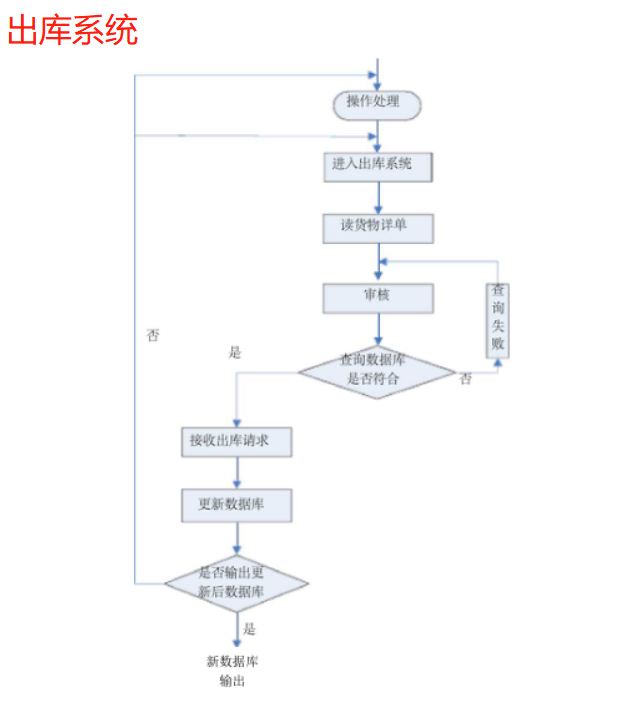 出库系统
操作处理
进入出库系统
读货物详单
审核
查
询
失
败
查询数据库
是否符合
否
是
否
接收出库请求
更新数据库
是否输出更
新后数据库
是
新数据库
输出